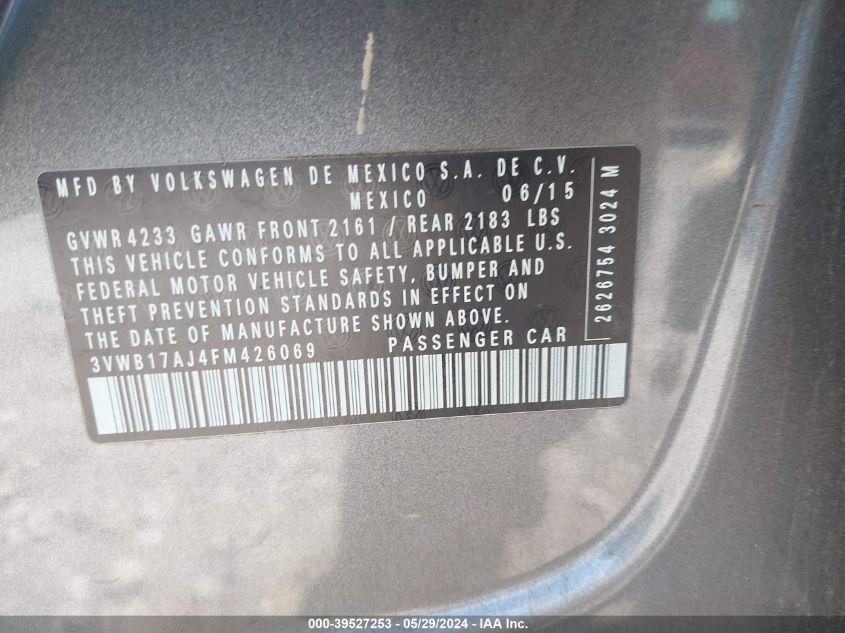 MFD BY VOLKSWAGEN DE MEXICO S.A. DE C.V.
MEXICO 06/15
GVWR 4233 GAWR FRONT 2161 / REAR 2183 LBS
THIS VEHICLE CONFORMS TO ALL APPLICABLE U.S.
FEDERAL MOTOR VEHICLE SAFETY, BUMPER AND
THEFT PREVENTION STANDARDS IN EFFECT ON
THE DATE OF MANUFACTURE SHOWN ABOVE.
3VWB17AJ4FM426069 PASSENGER CAR
2626754 3024 M
000-39527253 - 05/29/2024 - IAA Inc.